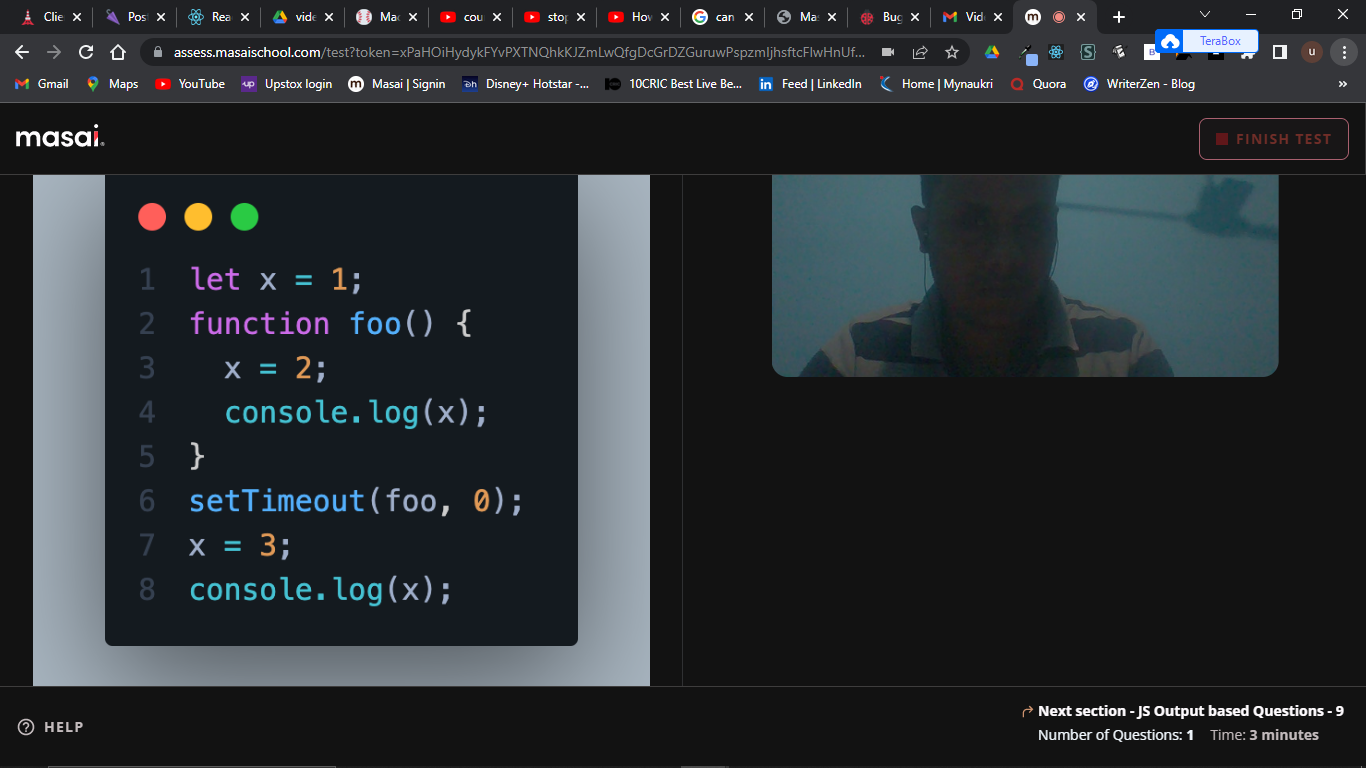 Clie
Post
Rea
vide
Mac
cou
stop
How
can
Mas
Bug
Vid
assess.masaischool.com/test?token=xPaHOiHydykFYvPXTNQhkKJZmLwQfgDcGrDZGuruwPspzmIjhsftcFlwHnUf...
TeraBox
u
Gmail
Maps
YouTube
up Upstox login
m Masai | Signin
Disney+ Hotstar -...
10CRIC Best Live Be...
in Feed | LinkedIn
Home | Mynaukri
Quora
WriterZen - Blog
»
masai.
FINISH TEST
1 let x = 1;
2 function foo() {
3 x = 2;
4 console.log(x);
5 }
6 setTimeout(foo, 0);
7 x = 3;
8 console.log(x);
HELP
Next section - JS Output based Questions - 9
Number of Questions: 1 Time: 3 minutes